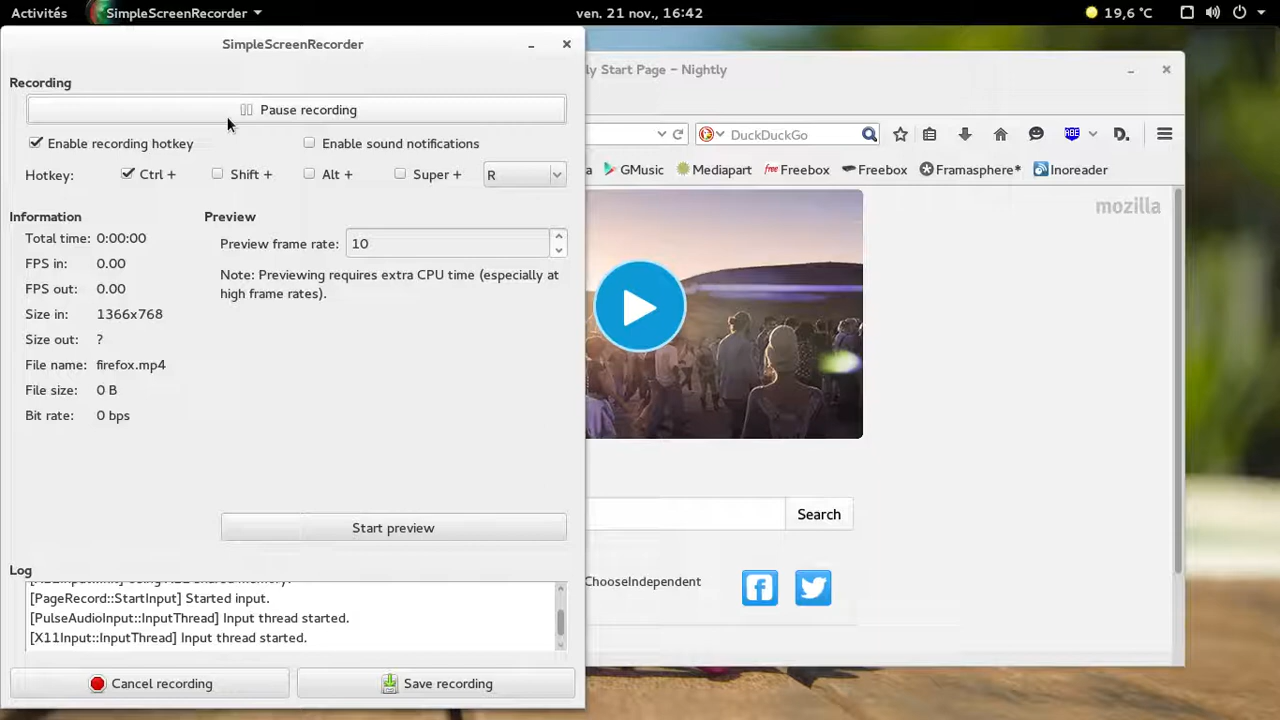 Activités
SimpleScreenRecorder
ven. 21 nov., 16:42
19,6 °C
SimpleScreenRecorder
Recording
Pause recording
Enable recording hotkey
Enable sound notifications
Hotkey: Ctrl + Shift + Alt + Super + R
Information
Total time: 0:00:00
FPS in: 0.00
FPS out: 0.00
Size in: 1366x768
Size out: ?
File name: firefox.mp4
File size: 0 B
Bit rate: 0 bps
Preview
Preview frame rate: 10
Note: Previewing requires extra CPU time (especially at
high frame rates).
Start preview
Log
[PageRecord::StartInput] Started input.
[PulseAudioInput::InputThread] Input thread started.
[X11Input::InputThread] Input thread started.
Cancel recording
Save recording
ly Start Page – Nightly
DuckDuckGo
ABE
D.
a GMusic Mediapart free Freebox Freebox Framasphere* Inoreader
mozilla
Search
ChooseIndependent